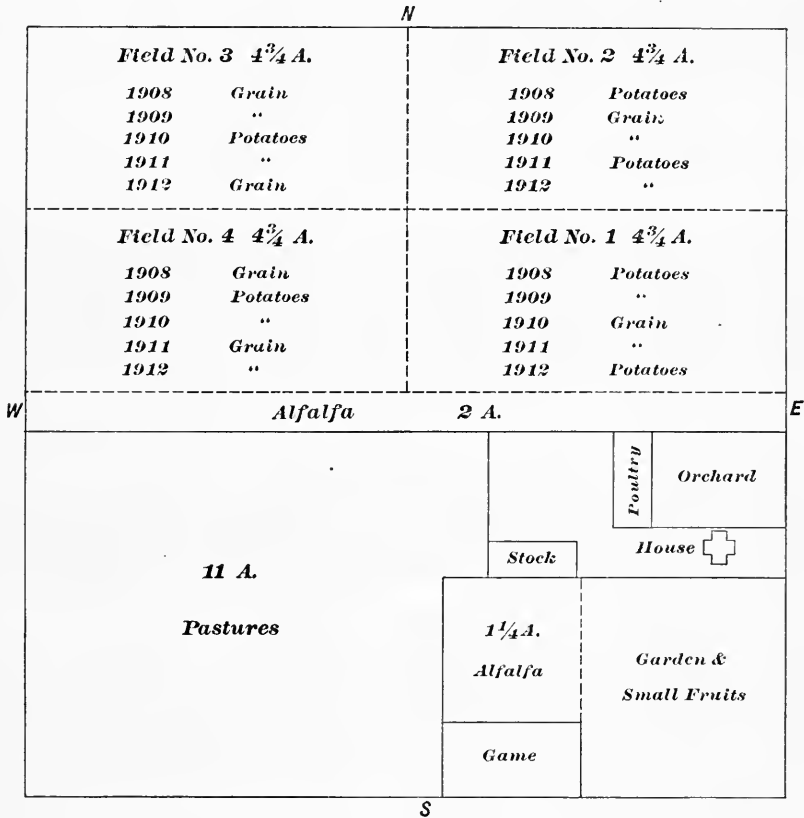 N
Field No. 3 4¾ A.
1908 Grain
1909 "
1910 Potatoes
1911 "
1912 Grain
Field No. 2 4¾ A.
1908 Potatoes
1909 Grain
1910 "
1911 Potatoes
1912 "
Field No. 4 4¾ A.
1908 Grain
1909 Potatoes
1910 "
1911 Grain
1912 "
Field No. 1 4¾ A.
1908 Potatoes
1909 "
1910 Grain
1911 "
1912 Potatoes
W
Alfalfa 2 A.
E
11 A.
Pastures
Poultry
Orchard
Stock
House
1¼ A.
Alfalfa
Garden &
Small Fruits
Game
S